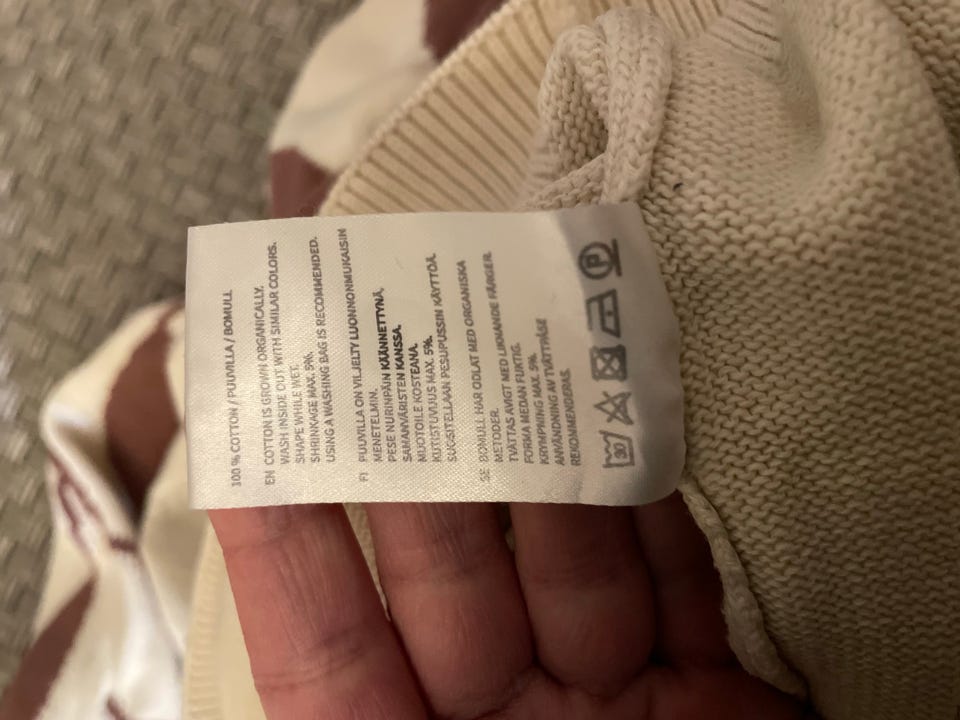 100 % COTTON / PUUVILLA / BOMULL
EN COTTON IS GROWN ORGANICALLY.
WASH INSIDE OUT WITH SIMILAR COLORS.
SHAPE WHILE WET.
SHRINKAGE MAX. 5%.
USING A WASHING BAG IS RECOMMENDED.
FI PUUVILLA ON VILJELTY LUONNONMUKAISIN
MENETELMIN.
PESE NURINPÄIN KÄÄNNETTYNÄ,
SAMANVÄRISTEN KANSSA.
MUOTOILE KOSTEANA.
KUTISTUVUUS MAX. 5%.
SUOSITELLAAN PESUPUSSIN KÄYTTÖÄ.
SE BOMULL HAR ODLAT MED ORGANISKA
METODER.
TVÄTTAS AVIGT MED LIKNANDE FÄRGER.
FORMA MEDAN FUKTIG.
KRYMPNING MAX. 5%.
ANVÄNDNING AV TVÄTTPÅSE
REKOMMENDERAS.
30 P